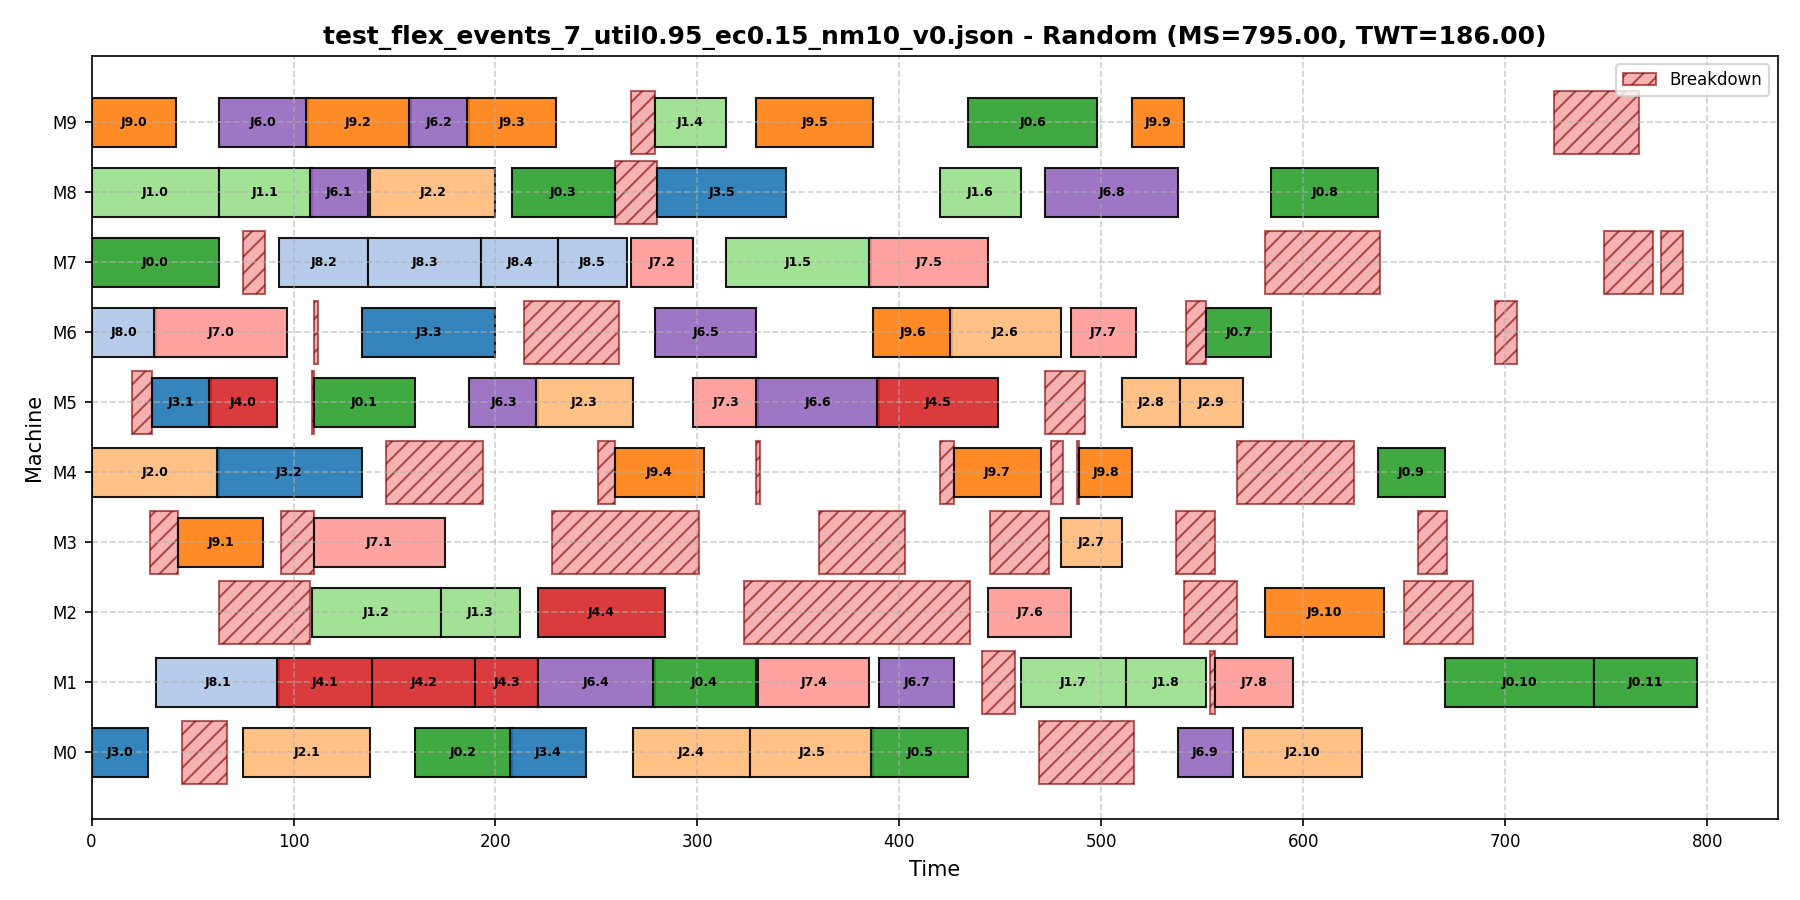 test_flex_events_7_util0.95_ec0.15_nm10_v0.json - Random (MS=795.00, TWT=186.00)
Breakdown
M9 J9.0 J6.0 J9.2 J6.2 J9.3 J1.4 J9.5 J0.6 J9.9
M8 J1.0 J1.1 J6.1 J2.2 J0.3 J3.5 J1.6 J6.8 J0.8
M7 J0.0 J8.2 J8.3 J8.4 J8.5 J7.2 J1.5 J7.5
M6 J8.0 J7.0 J3.3 J6.5 J9.6 J2.6 J7.7 J0.7
M5 J3.1 J4.0 J0.1 J6.3 J2.3 J7.3 J6.6 J4.5 J2.8 J2.9
M4 J2.0 J3.2 J9.4 J9.7 J9.8 J0.9
M3 J9.1 J7.1 J2.7
M2 J1.2 J1.3 J4.4 J7.6 J9.10
M1 J8.1 J4.1 J4.2 J4.3 J6.4 J0.4 J7.4 J6.7 J1.7 J1.8 J7.8 J0.10 J0.11
M0 J3.0 J2.1 J0.2 J3.4 J2.4 J2.5 J0.5 J6.9 J2.10
Machine
0 100 200 300 400 500 600 700 800
Time